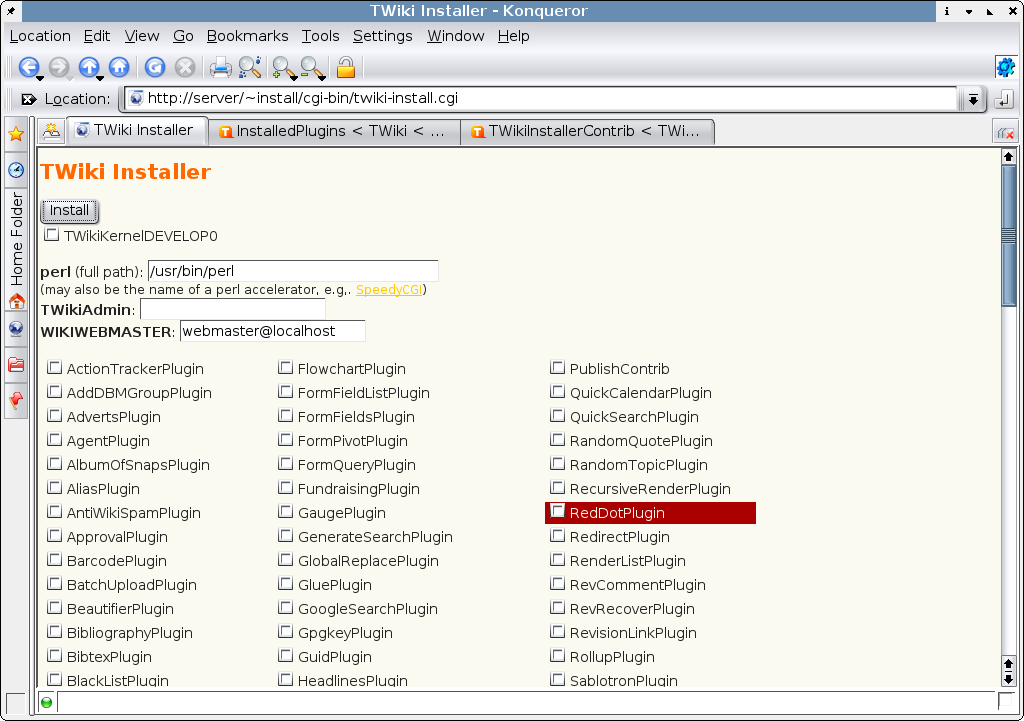 TWiki Installer - Konqueror
Location Edit View Go Bookmarks Tools Settings Window Help
Location: http://server/~install/cgi-bin/twiki-install.cgi
TWiki Installer InstalledPlugins < TWiki < ... TWikiInstallerContrib < TWi...
Home Folder
TWiki Installer
Install
TWikiKernelDEVELOP0
perl (full path): /usr/bin/perl
(may also be the name of a perl accelerator, e.g,. SpeedyCGI)
TWikiAdmin:
WIKIWEBMASTER: webmaster@localhost
ActionTrackerPlugin FlowchartPlugin PublishContrib
AddDBMGroupPlugin FormFieldListPlugin QuickCalendarPlugin
AdvertsPlugin FormFieldsPlugin QuickSearchPlugin
AgentPlugin FormPivotPlugin RandomQuotePlugin
AlbumOfSnapsPlugin FormQueryPlugin RandomTopicPlugin
AliasPlugin FundraisingPlugin RecursiveRenderPlugin
AntiWikiSpamPlugin GaugePlugin RedDotPlugin
ApprovalPlugin GenerateSearchPlugin RedirectPlugin
BarcodePlugin GlobalReplacePlugin RenderListPlugin
BatchUploadPlugin GluePlugin RevCommentPlugin
BeautifierPlugin GoogleSearchPlugin RevRecoverPlugin
BibliographyPlugin GpgkeyPlugin RevisionLinkPlugin
BibtexPlugin GuidPlugin RollupPlugin
BlackListPlugin HeadlinesPlugin SablotronPlugin